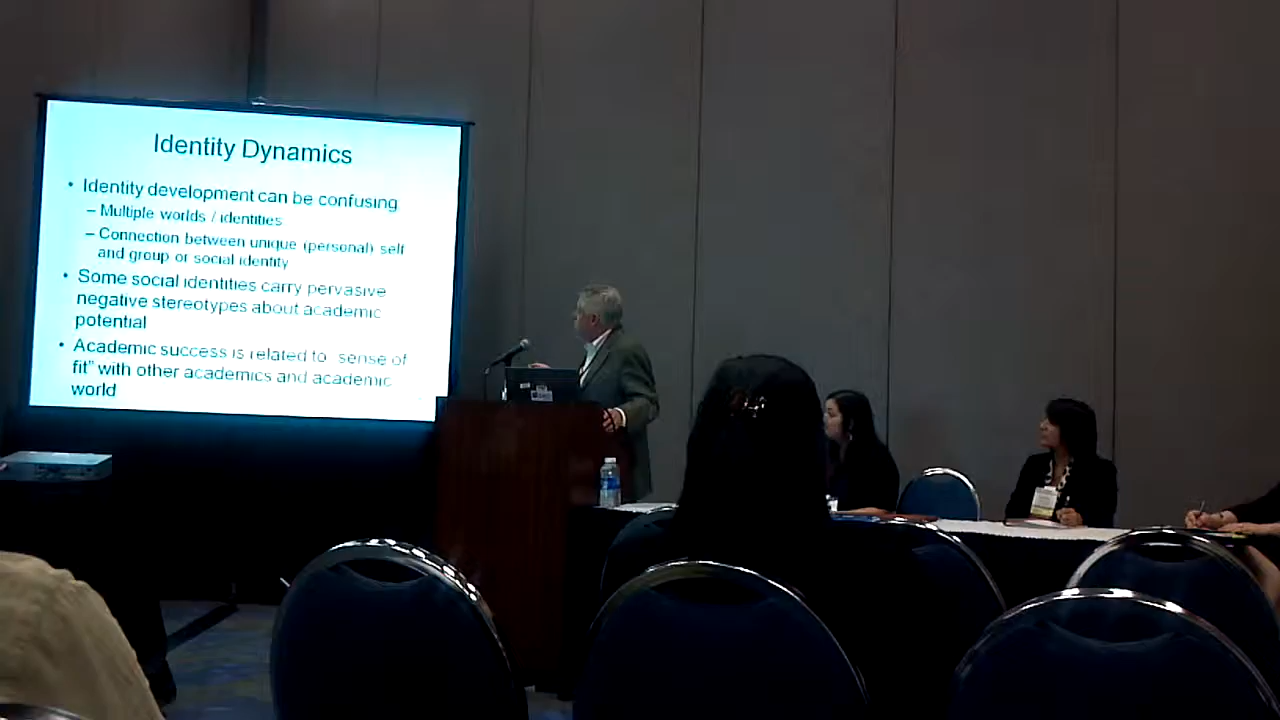 Identity Dynamics
• Identity development can be confusing
– Multiple worlds / identities
– Connection between unique (personal) self
and group or social identity
• Some social identities carry pervasive
negative stereotypes about academic
potential
• Academic success is related to "sense of
fit" with other academics and academic
world